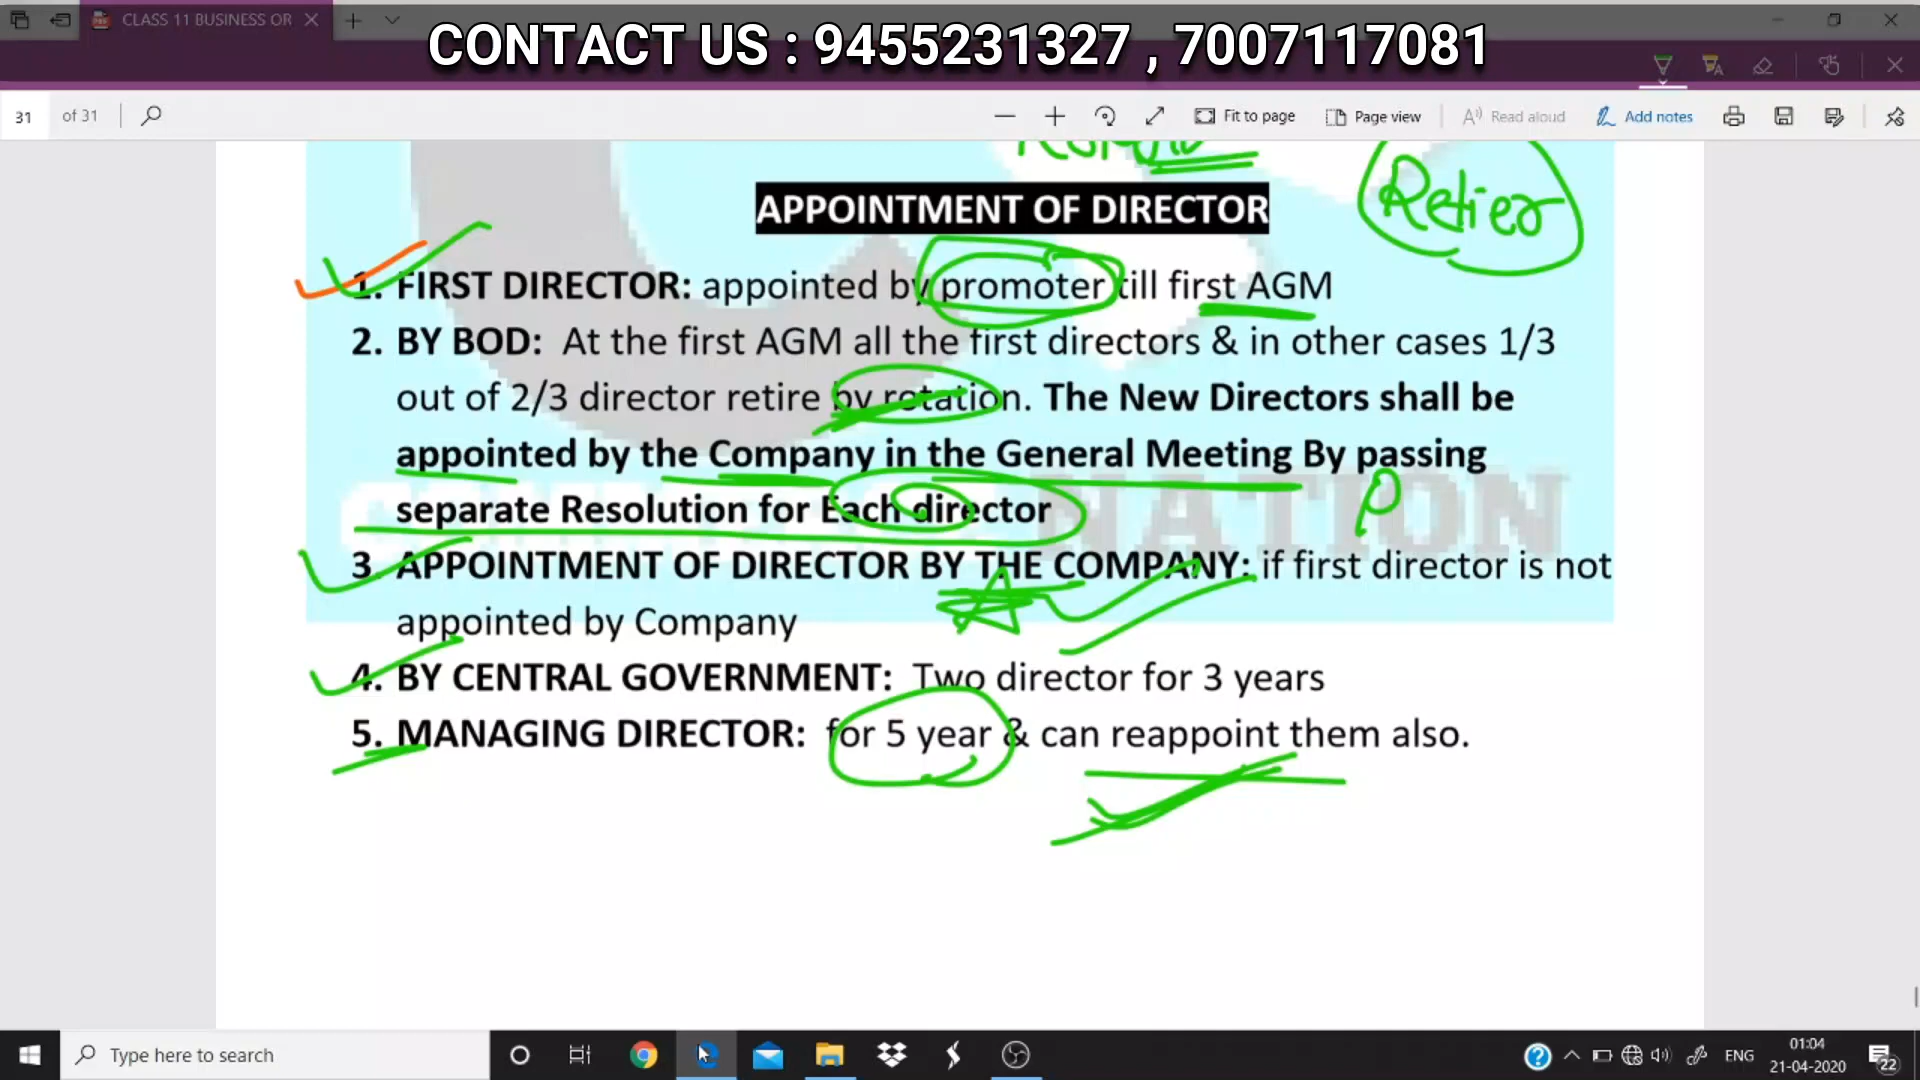 CLASS 11 BUSINESS OR
CONTACT US : 9455231327 , 7007117081
31 of 31
Fit to page
Page view
Read aloud
Add notes
Retier
APPOINTMENT OF DIRECTOR
1. FIRST DIRECTOR: appointed by promoter till first AGM
2. BY BOD: At the first AGM all the first directors & in other cases 1/3
out of 2/3 director retire by rotation. The New Directors shall be
appointed by the Company in the General Meeting By passing
separate Resolution for Each director
NATION
3. APPOINTMENT OF DIRECTOR BY THE COMPANY: if first director is not
appointed by Company
4. BY CENTRAL GOVERNMENT: Two director for 3 years
5. MANAGING DIRECTOR: for 5 year & can reappoint them also.
Type here to search
ENG
01:04
21-04-2020
22